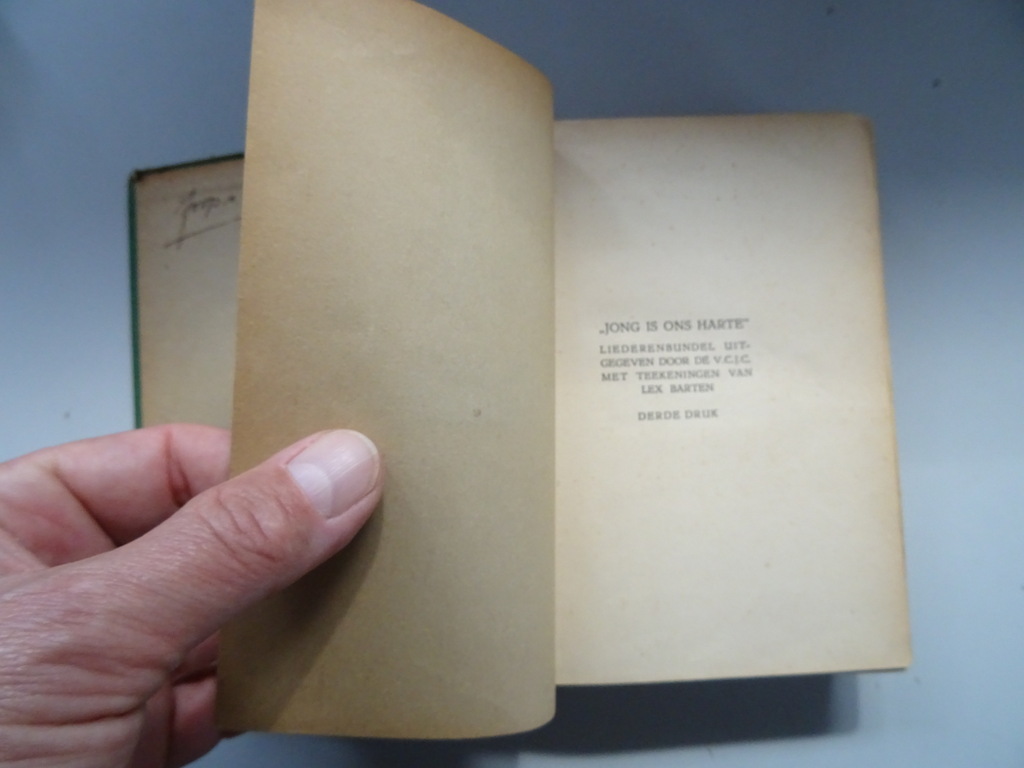 „JONG IS ONS HARTE”
LIEDERENBUNDEL UIT-
GEGEVEN DOOR DE V.C.J.C.
MET TEEKENINGEN VAN
LEX BARTEN
DERDE DRUK